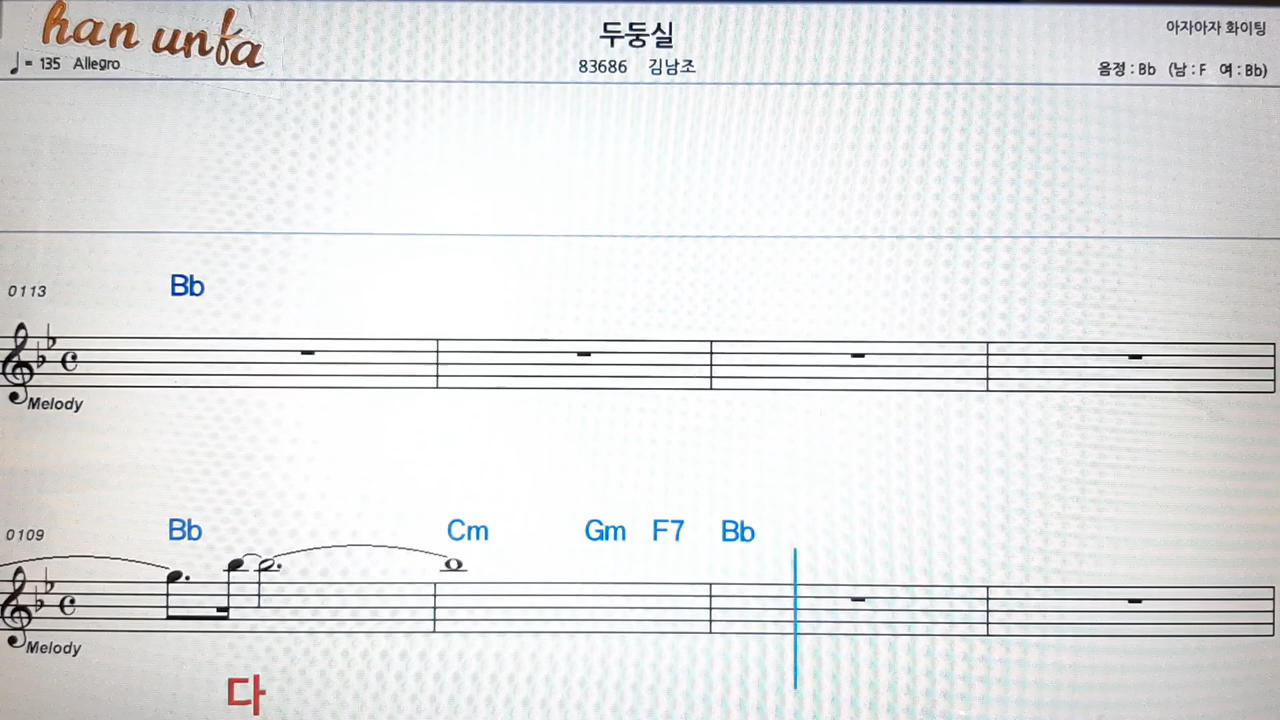 han unfa
두둥실
아자아자 화이팅
♩= 135 Allegro
83686 김남조
음정 : Bb (남 : F 여 : Bb)
Bb
0113
Melody
Bb Cm Gm F7 Bb
0109
Melody
다